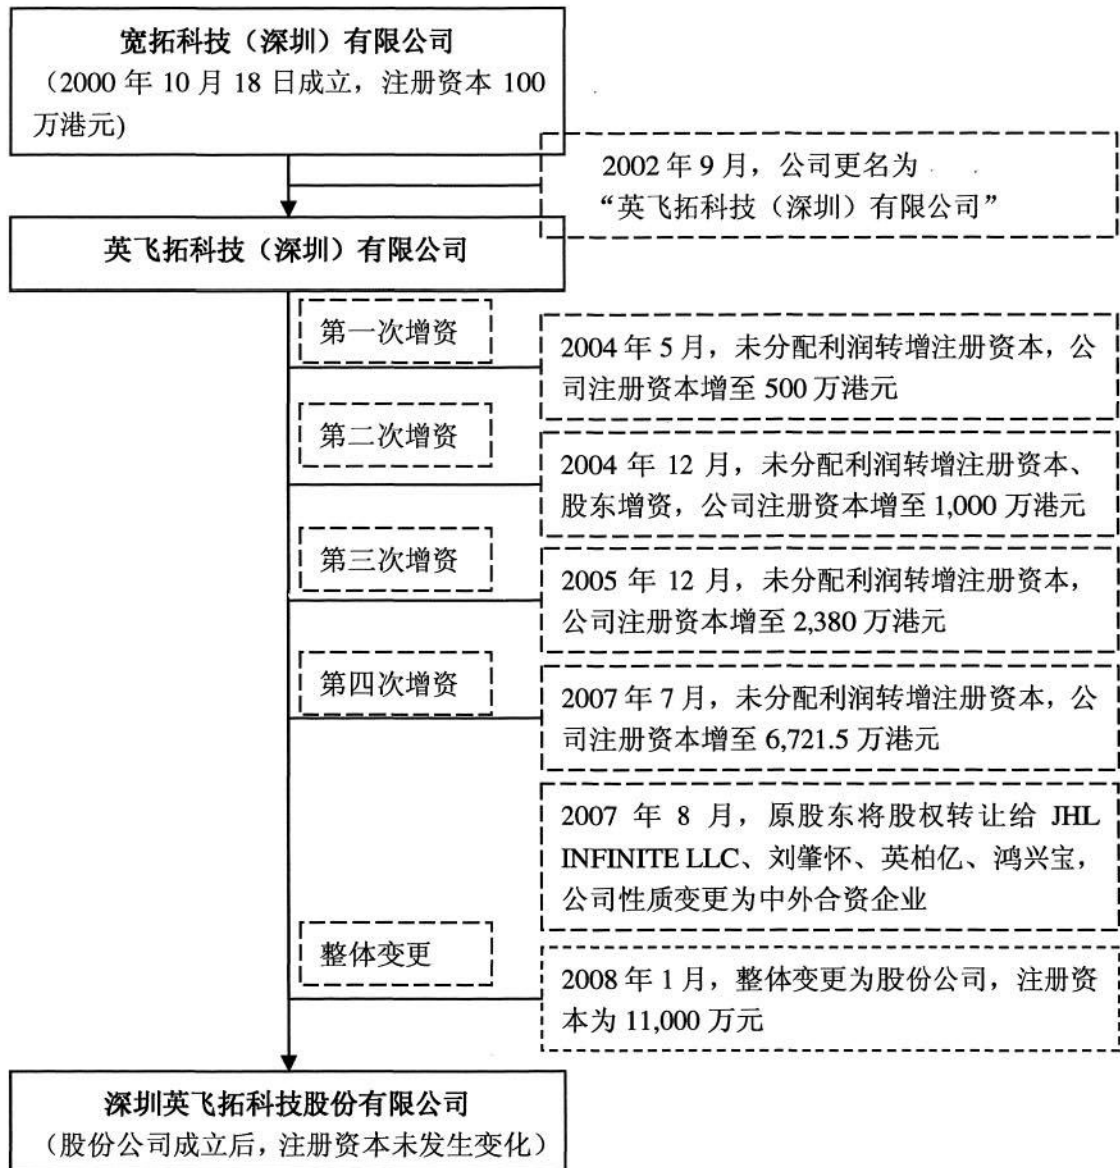 宽拓科技（深圳）有限公司
（2000 年 10 月 18 日成立，注册资本 100
万港元)
2002 年 9 月，公司更名为
“英飞拓科技（深圳）有限公司”
英飞拓科技（深圳）有限公司
第一次增资
2004 年 5 月，未分配利润转增注册资本，公
司注册资本增至 500 万港元
第二次增资
2004 年 12 月，未分配利润转增注册资本、
股东增资，公司注册资本增至 1,000 万港元
第三次增资
2005 年 12 月，未分配利润转增注册资本，
公司注册资本增至 2,380 万港元
第四次增资
2007 年 7 月，未分配利润转增注册资本，公
司注册资本增至 6,721.5 万港元
2007 年 8 月，原股东将股权转让给 JHL
INFINITE LLC、刘肇怀、英柏亿、鸿兴宝，
公司性质变更为中外合资企业
整体变更
2008 年 1 月，整体变更为股份公司，注册资
本为 11,000 万元
深圳英飞拓科技股份有限公司
（股份公司成立后，注册资本未发生变化）